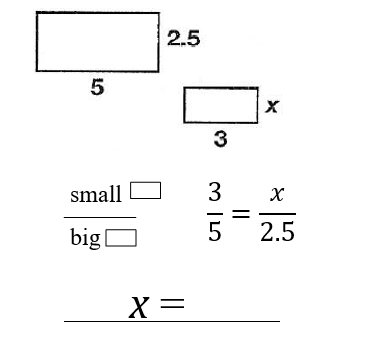 2.5
5
x
3
small
big
3/5 = x/2.5
x =